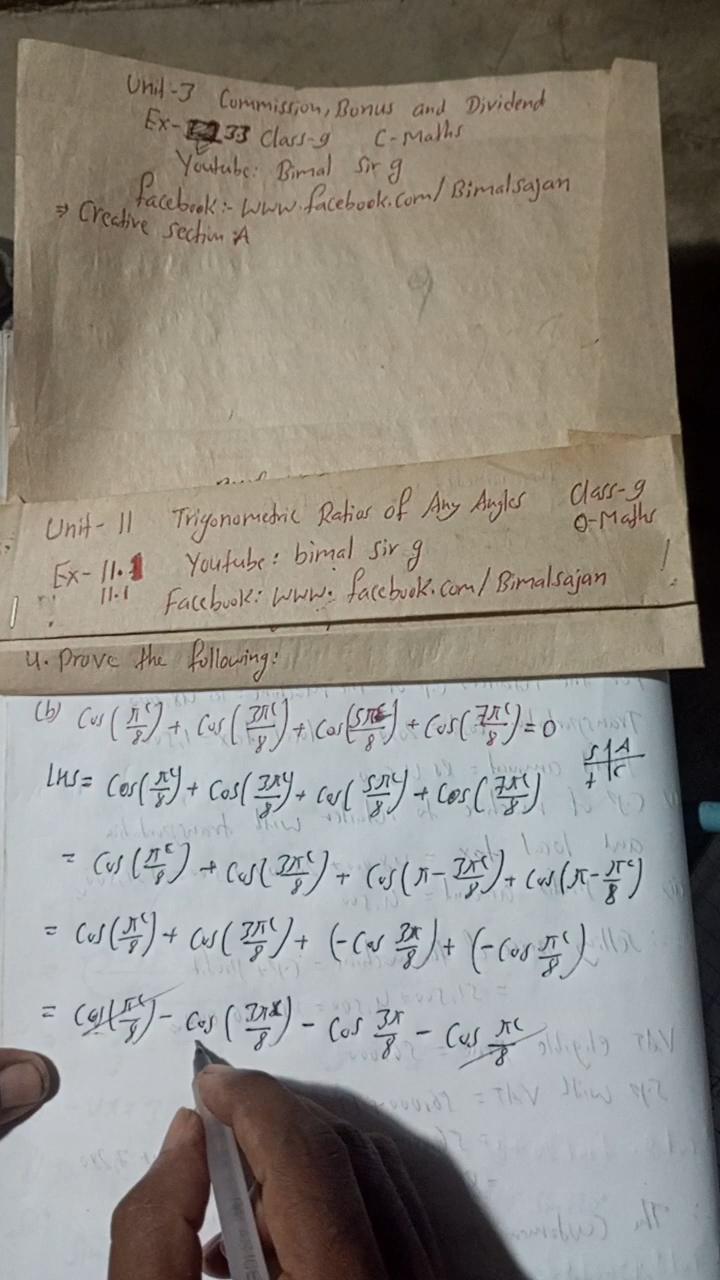 Unit-3 Commission, Bonus and Dividend
Ex- 33 Class-9 C-Maths
Youtube: Bimal Sir g
facebook:- www.facebook.com/Bimalsajan
⇒ Creative section:A
Unit- 11 Trigonometric Ratios of Any Angles Class-9
O-Maths
Ex- 11.1 Youtube: bimal sir g
11.1 Facebook: www. facebook.com/Bimalsajan
4. Prove the following:
(b) Cos(π^c/8) + Cos(3π^c/8) + Cos(5π^c/8) + Cos(7π^c/8) = 0
S A
T C
LHS = Cos(π^c/8) + Cos(3π^c/8) + Cos(5π^c/8) + Cos(7π^c/8)
= Cos(π^c/8) + Cos(3π^c/8) + Cos(π - 3π^c/8) + Cos(π - π^c/8)
= Cos(π^c/8) + Cos(3π^c/8) + (-Cos 3π/8) + (-Cos π^c/8)
= Cos(π^c/8) - Cos(3π/8) - Cos 3π/8 - Cos π^c/8